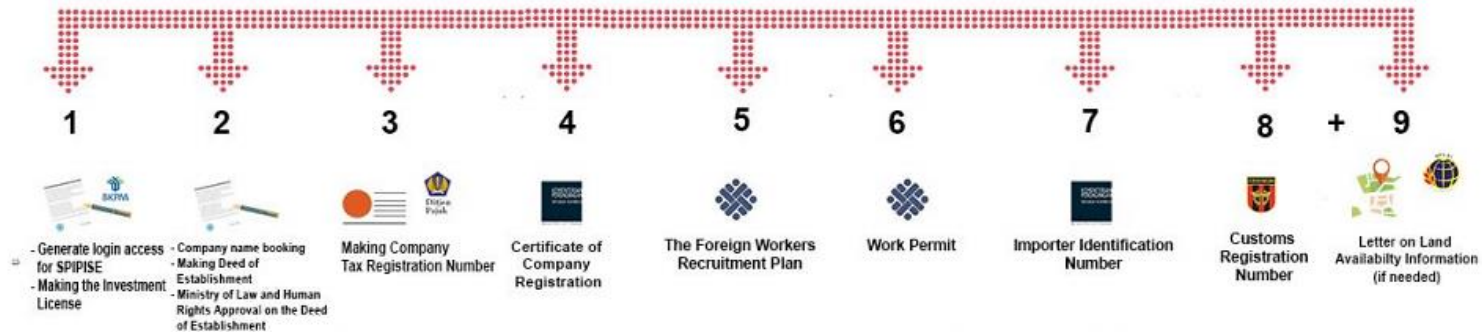 1
2
3
4
5
6
7
8
+
9
BKPM
Ditjen
Pajak
- Generate login access
for SPIPISE
- Making the Investment
License
- Company name booking
- Making Deed of
Establishment
- Ministry of Law and Human
Rights Approval on the Deed
of Establishment
Making Company
Tax Registration Number
Certificate of
Company
Registration
The Foreign Workers
Recruitment Plan
Work Permit
Importer Identification
Number
Customs
Registration
Number
Letter on Land
Availabilty Information
(if needed)